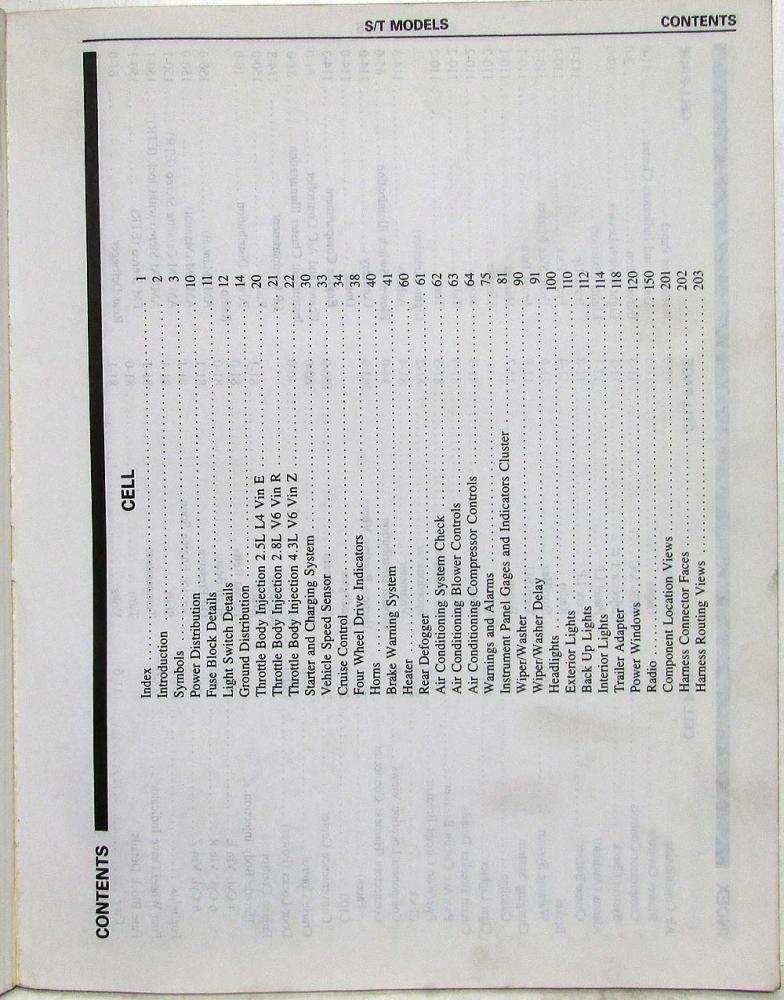 S/T MODELS
CONTENTS
CONTENTS
CELL
Index . . . . . . . . . . . . . . . . . . . . 1
Introduction . . . . . . . . . . . . . . . . . . . . 2
Symbols . . . . . . . . . . . . . . . . . . . . 3
Power Distribution . . . . . . . . . . . . . . . . . . . . 10
Fuse Block Details . . . . . . . . . . . . . . . . . . . . 11
Light Switch Details . . . . . . . . . . . . . . . . . . . . 12
Ground Distribution . . . . . . . . . . . . . . . . . . . . 14
Throttle Body Injection 2.5L L4 Vin E . . . . . . . . . . . . . . . . . . . . 20
Throttle Body Injection 2.8L V6 Vin R . . . . . . . . . . . . . . . . . . . . 21
Throttle Body Injection 4.3L V6 Vin Z . . . . . . . . . . . . . . . . . . . . 22
Starter and Charging System . . . . . . . . . . . . . . . . . . . . 30
Vehicle Speed Sensor . . . . . . . . . . . . . . . . . . . . 33
Cruise Control . . . . . . . . . . . . . . . . . . . . 34
Four Wheel Drive Indicators . . . . . . . . . . . . . . . . . . . . 38
Horns . . . . . . . . . . . . . . . . . . . . 40
Brake Warning System . . . . . . . . . . . . . . . . . . . . 41
Heater . . . . . . . . . . . . . . . . . . . . 60
Rear Defogger . . . . . . . . . . . . . . . . . . . . 61
Air Conditioning System Check . . . . . . . . . . . . . . . . . . . . 62
Air Conditioning Blower Controls . . . . . . . . . . . . . . . . . . . . 63
Air Conditioning Compressor Controls . . . . . . . . . . . . . . . . . . . . 64
Warnings and Alarms . . . . . . . . . . . . . . . . . . . . 75
Instrument Panel Gages and Indicators Cluster . . . . . . . . . . . . . . . . . . . . 81
Wiper/Washer . . . . . . . . . . . . . . . . . . . . 90
Wiper/Washer Delay . . . . . . . . . . . . . . . . . . . . 91
Headlights . . . . . . . . . . . . . . . . . . . . 100
Exterior Lights . . . . . . . . . . . . . . . . . . . . 110
Back Up Lights . . . . . . . . . . . . . . . . . . . . 112
Interior Lights . . . . . . . . . . . . . . . . . . . . 114
Trailer Adapter . . . . . . . . . . . . . . . . . . . . 118
Power Windows . . . . . . . . . . . . . . . . . . . . 120
Radio . . . . . . . . . . . . . . . . . . . . 150
Component Location Views . . . . . . . . . . . . . . . . . . . . 201
Harness Connector Faces . . . . . . . . . . . . . . . . . . . . 202
Harness Routing Views . . . . . . . . . . . . . . . . . . . . 203